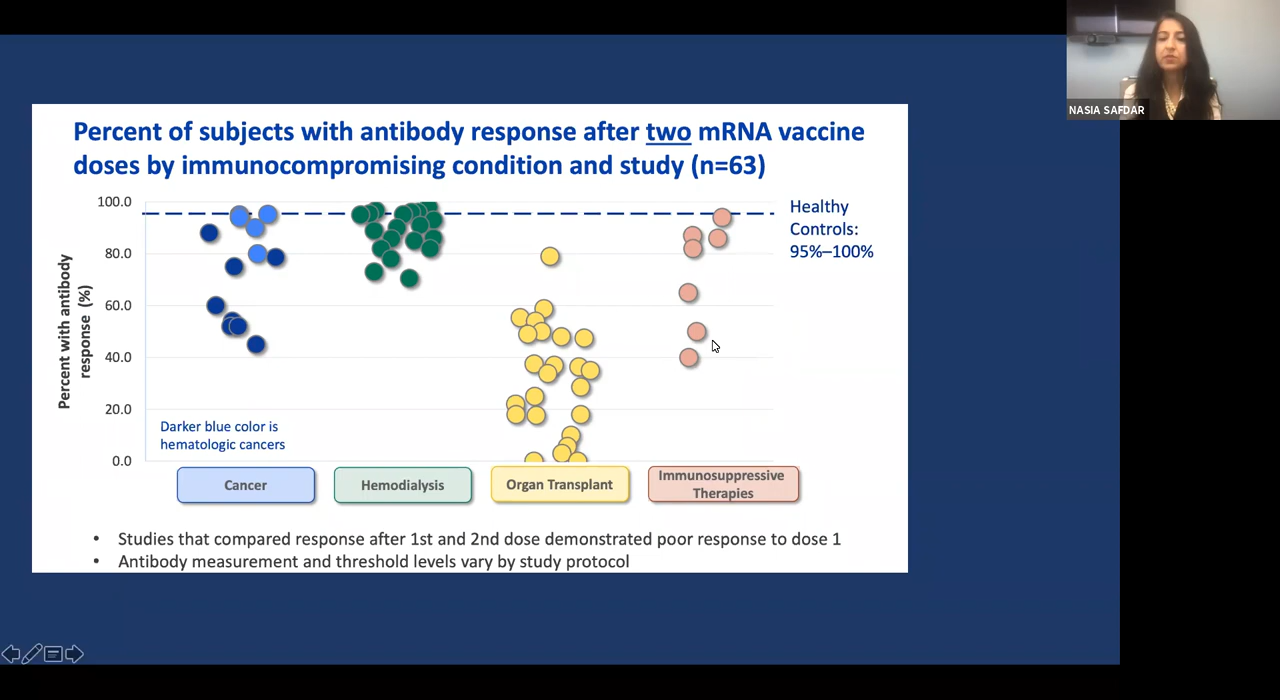 NASIA SAFDAR
Percent of subjects with antibody response after two mRNA vaccine
doses by immunocompromising condition and study (n=63)
Percent with antibody
response (%)
100.0
80.0
60.0
40.0
20.0
0.0
Healthy
Controls:
95%–100%
Darker blue color is
hematologic cancers
Cancer
Hemodialysis
Organ Transplant
Immunosuppressive
Therapies
• Studies that compared response after 1st and 2nd dose demonstrated poor response to dose 1
• Antibody measurement and threshold levels vary by study protocol